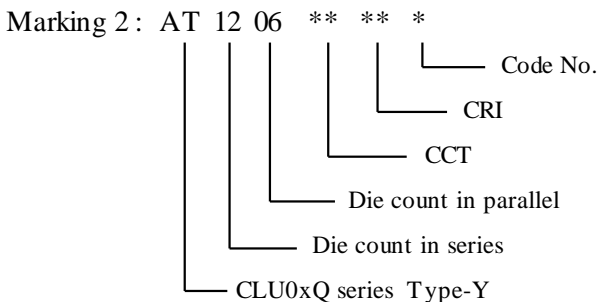 Marking 2 : AT 12 06 ** ** *
Code No.
CRI
CCT
Die count in parallel
Die count in series
CLU0xQ series Type-Y